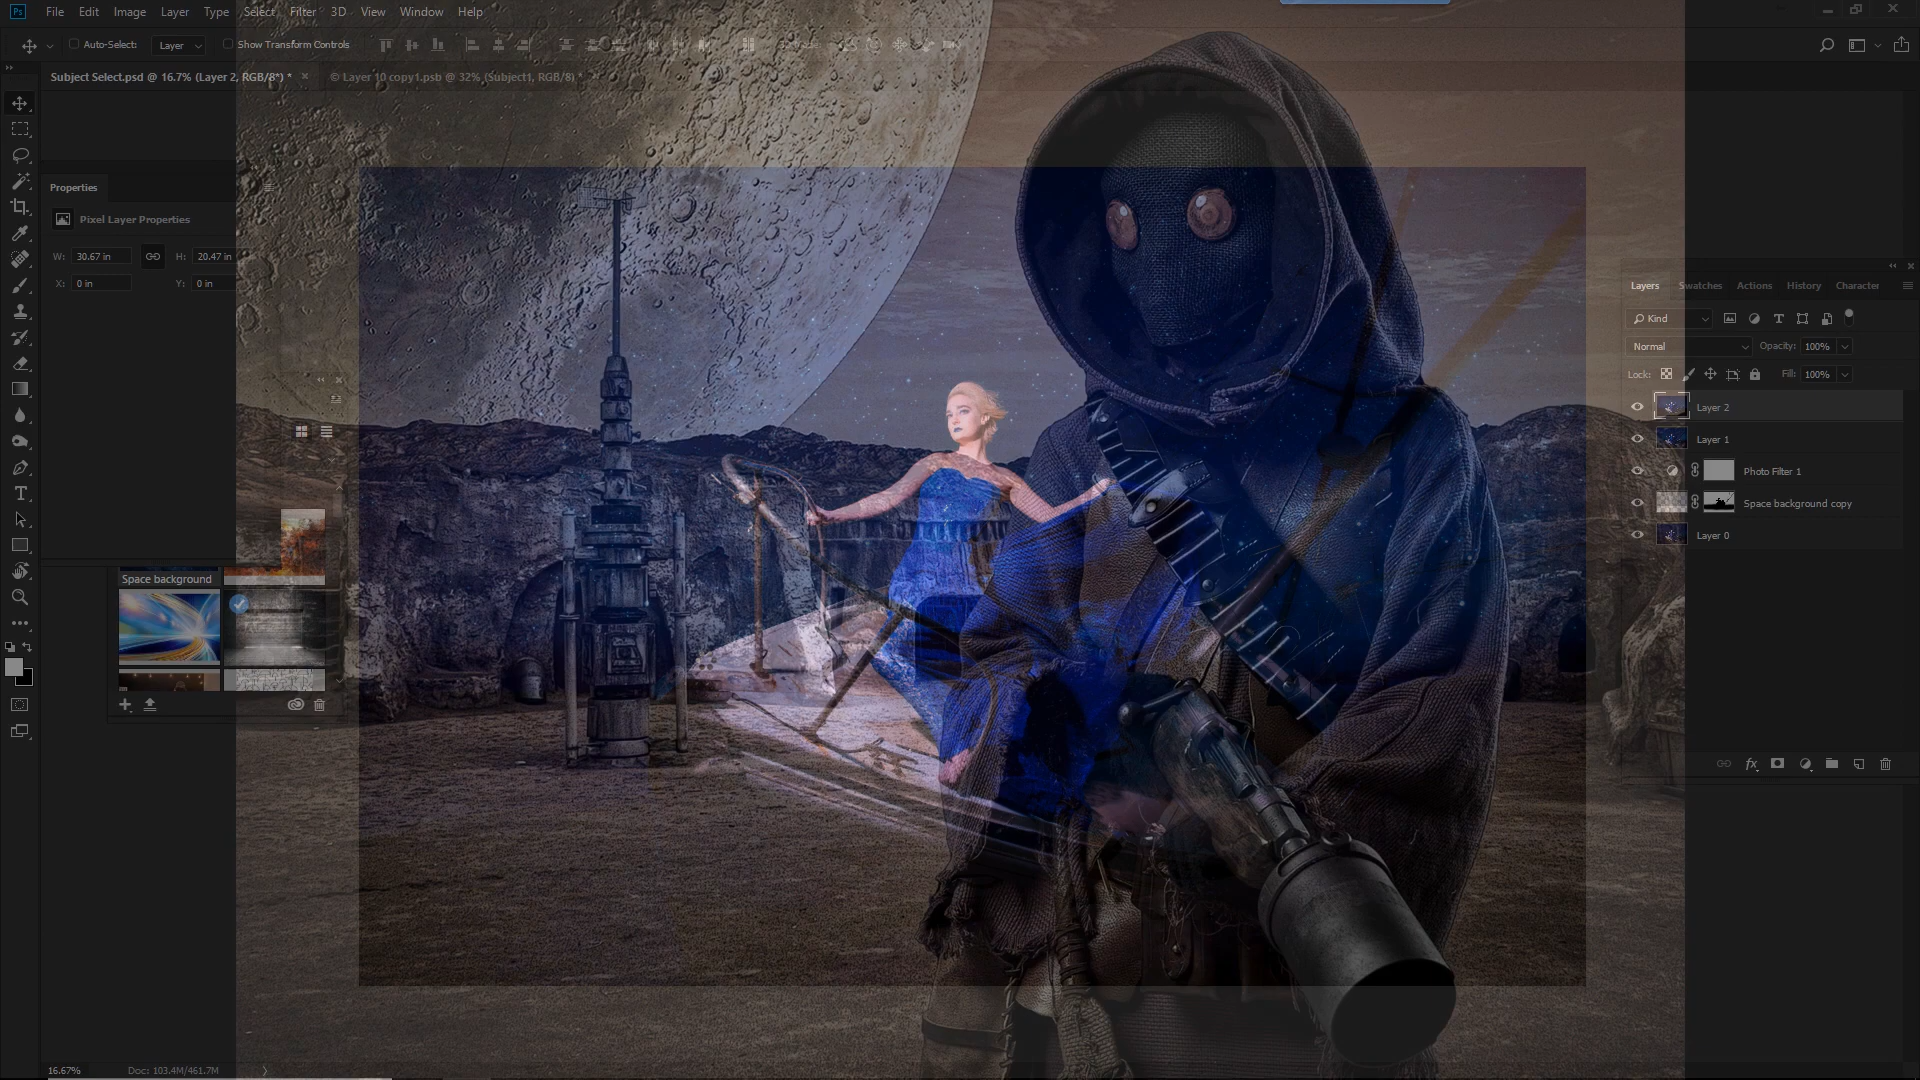 Ps File Edit Image Layer Type Select Filter 3D View Window Help
Auto-Select: Layer Show Transform Controls
Subject Select.psd @ 16.7% (Layer 2, RGB/8*) * × © Layer 10 copy1.psb @ 32% (Subject1, RGB/8) *
Properties
Pixel Layer Properties
W: 30.67 in H: 20.47 in
X: 0 in Y: 0 in
Space background
Layers Swatches Actions History Character
Kind
Normal Opacity: 100%
Lock: Fill: 100%
Layer 2
Layer 1
Photo Filter 1
Space background copy
Layer 0
fx
16.67% Doc: 103.4M/461.7M